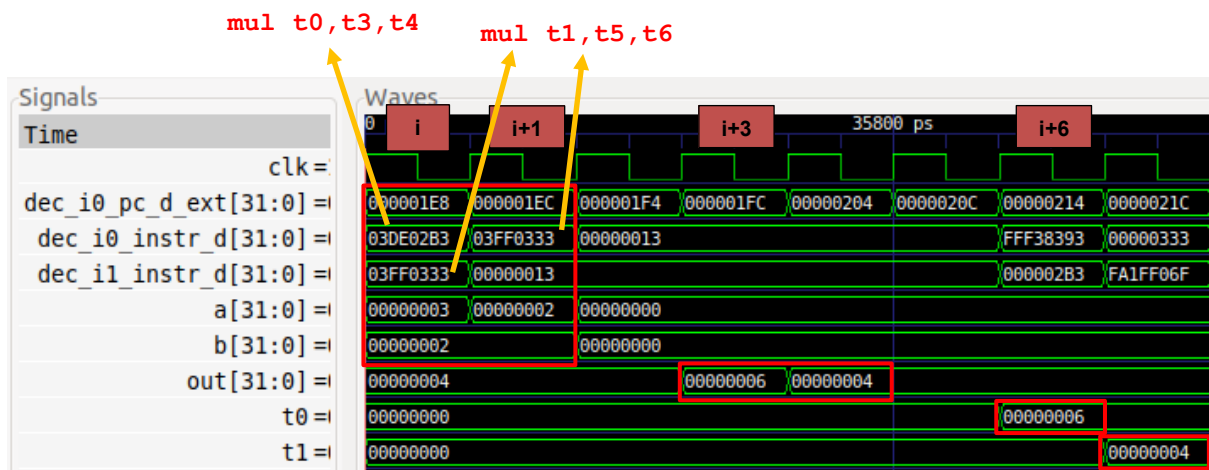 mul t0,t3,t4
mul t1,t5,t6
Signals
Waves
Time
0
i
i+1
i+3
35800 ps
i+6
clk=
dec_i0_pc_d_ext[31:0]=
000001E8 000001EC 000001F4 000001FC 00000204 0000020C 00000214 0000021C
dec_i0_instr_d[31:0]=
03DE02B3 03FF0333 00000013 FFF38393 00000333
dec_i1_instr_d[31:0]=
03FF0333 00000013 000002B3 FA1FF06F
a[31:0]=
00000003 00000002 00000000
b[31:0]=
00000002 00000000
out[31:0]=
00000004 00000006 00000004
t0=
00000000 00000006
t1=
00000000 00000004